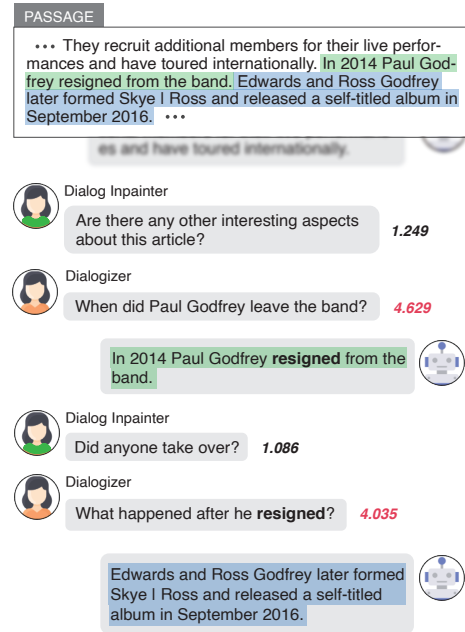 PASSAGE
••• They recruit additional members for their live perfor-
mances and have toured internationally. In 2014 Paul God-
frey resigned from the band. Edwards and Ross Godfrey
later formed Skye | Ross and released a self-titled album in
September 2016. •••
es and have toured internationally.
Dialog Inpainter
Are there any other interesting aspects
about this article?
1.249
Dialogizer
When did Paul Godfrey leave the band?
4.629
In 2014 Paul Godfrey resigned from the
band.
Dialog Inpainter
Did anyone take over?
1.086
Dialogizer
What happened after he resigned?
4.035
Edwards and Ross Godfrey later formed
Skye | Ross and released a self-titled
album in September 2016.